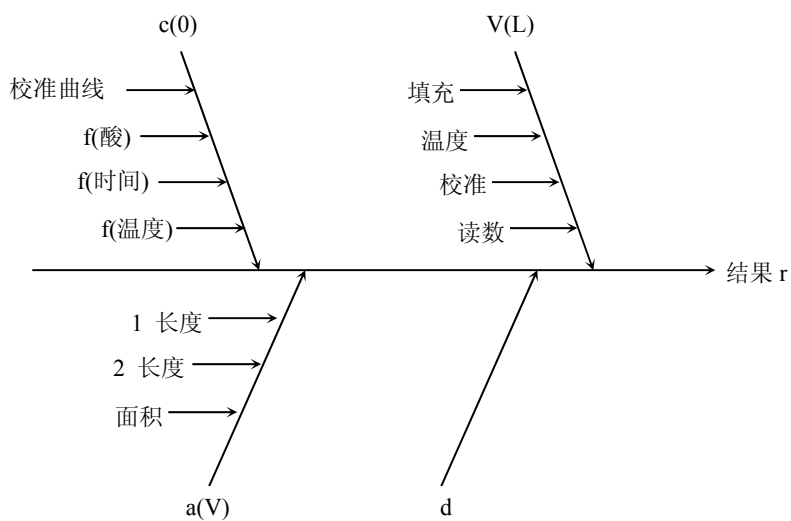 c(0)
V(L)
校准曲线
填充
f(酸)
温度
f(时间)
校准
f(温度)
读数
结果 r
1 长度
2 长度
面积
a(V)
d